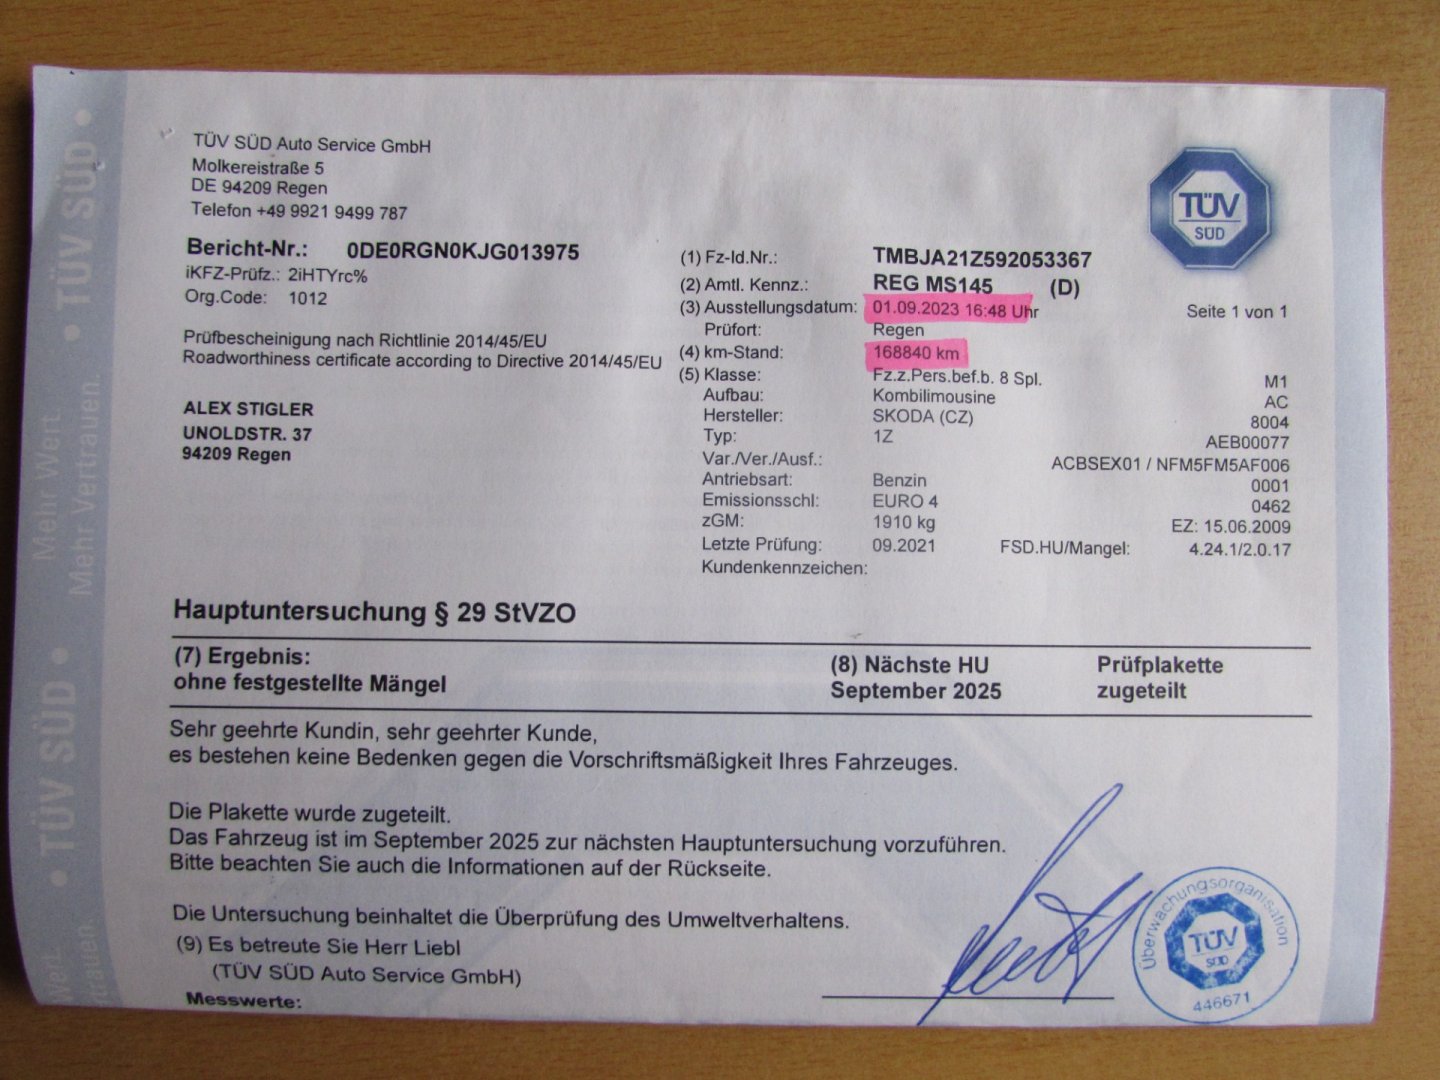 TÜV SÜD Auto Service GmbH
Molkereistraße 5
DE 94209 Regen
Telefon +49 9921 9499 787
TÜV
SÜD
Bericht-Nr.: 0DE0RGN0KJG013975
iKFZ-Prüfz.: 2iHTYrc%
Org.Code: 1012
Prüfbescheinigung nach Richtlinie 2014/45/EU
Roadworthiness certificate according to Directive 2014/45/EU
ALEX STIGLER
UNOLDSTR. 37
94209 Regen
(1) Fz-Id.Nr.: TMBJA21Z592053367
(2) Amtl. Kennz.: REG MS145 (D)
(3) Ausstellungsdatum: 01.09.2023 16:48 Uhr Seite 1 von 1
Prüfort: Regen
(4) km-Stand: 168840 km
(5) Klasse: Fz.z.Pers.bef.b. 8 Spl. M1
Aufbau: Kombilimousine AC
Hersteller: SKODA (CZ) 8004
Typ: 1Z AEB00077
Var./Ver./Ausf.: ACBSEX01 / NFM5FM5AF006
Antriebsart: Benzin 0001
Emissionsschl: EURO 4 0462
zGM: 1910 kg EZ: 15.06.2009
Letzte Prüfung: 09.2021 FSD.HU/Mangel: 4.24.1/2.0.17
Kundenkennzeichen:
Hauptuntersuchung § 29 StVZO
(7) Ergebnis: (8) Nächste HU Prüfplakette
ohne festgestellte Mängel September 2025 zugeteilt
Sehr geehrte Kundin, sehr geehrter Kunde,
es bestehen keine Bedenken gegen die Vorschriftsmäßigkeit Ihres Fahrzeuges.
Die Plakette wurde zugeteilt.
Das Fahrzeug ist im September 2025 zur nächsten Hauptuntersuchung vorzuführen.
Bitte beachten Sie auch die Informationen auf der Rückseite.
Die Untersuchung beinhaltet die Überprüfung des Umweltverhaltens.
(9) Es betreute Sie Herr Liebl
(TÜV SÜD Auto Service GmbH)
Messwerte:
Überwachungsorganisation
TÜV
SÜD
446671
• TÜV SÜD •
Mehr Wert.
Mehr Vertrauen.
• TÜV SÜD •